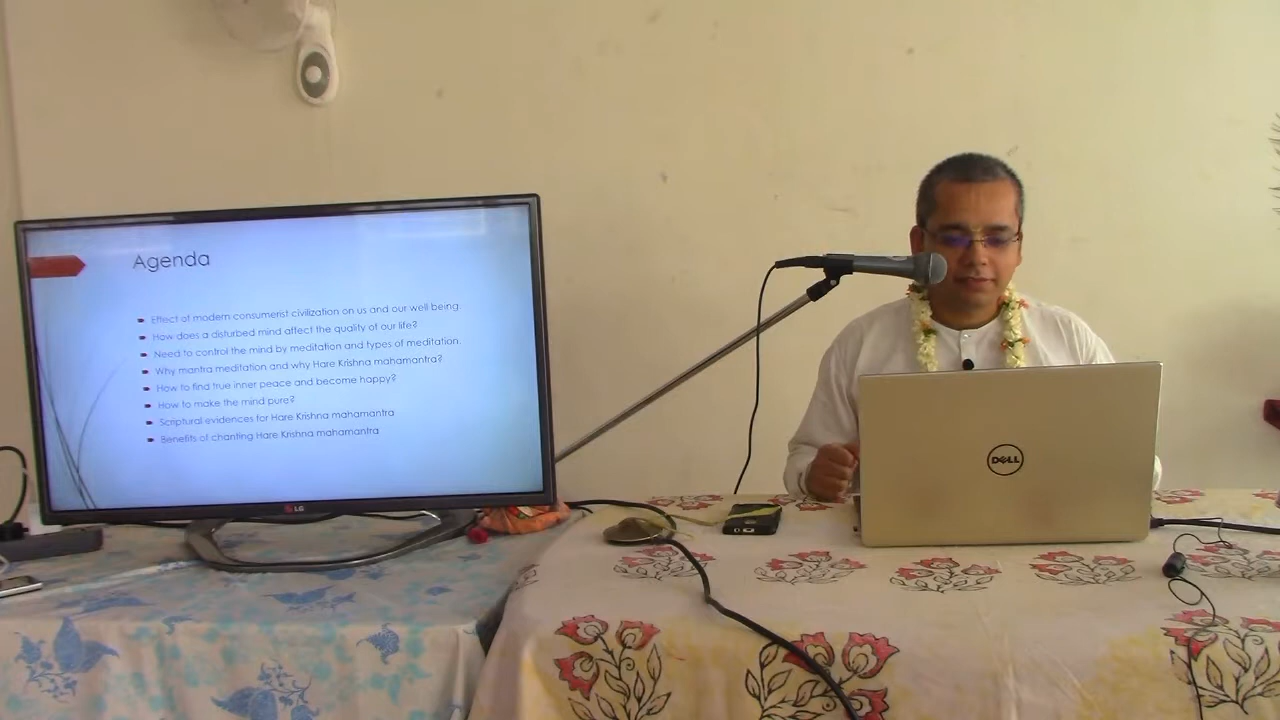 Agenda
Effect of modern consumerist civilization on us and our well being.
How does a disturbed mind affect the quality of our life?
Need to control the mind by meditation and types of meditation.
Why mantra meditation and why Hare Krishna mahamantra?
How to find true inner peace and become happy?
How to make the mind pure?
Scriptural evidences for Hare Krishna mahamantra
Benefits of chanting Hare Krishna mahamantra
LG
DELL